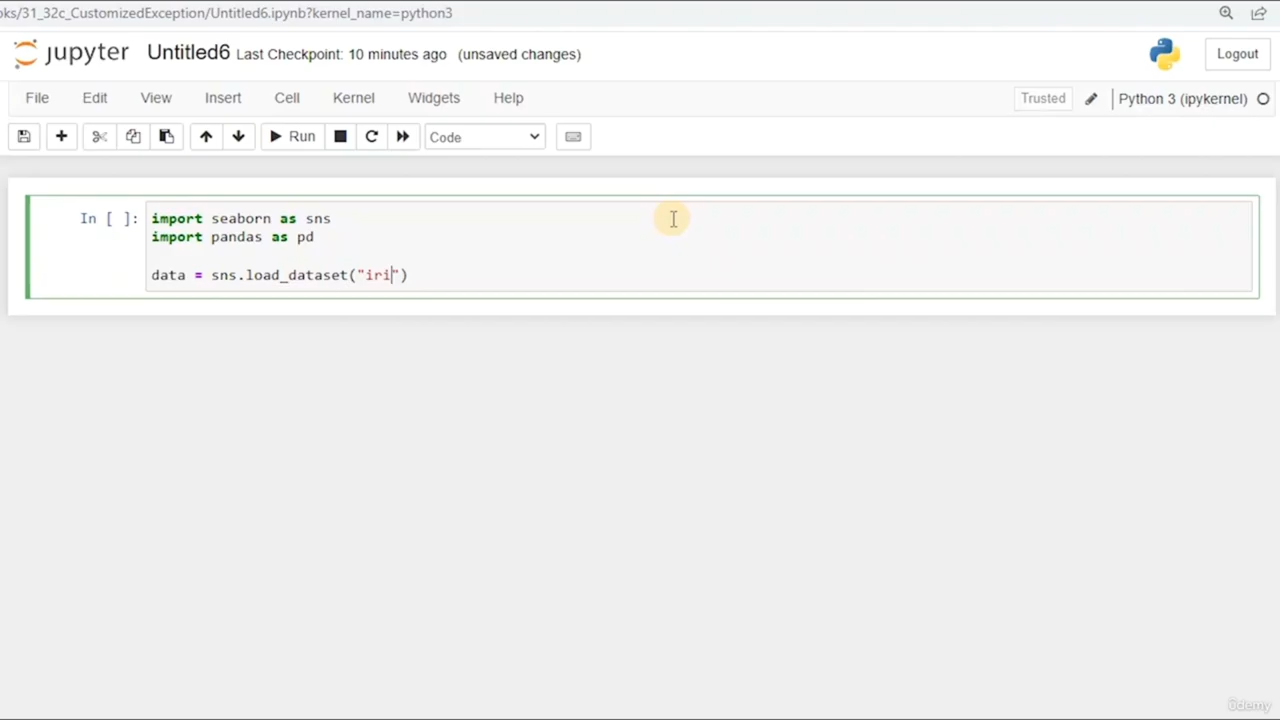 oks/31_32c_CustomizedException/Untitled6.ipynb?kernel_name=python3
jupyter Untitled6 Last Checkpoint: 10 minutes ago (unsaved changes)
Logout
File Edit View Insert Cell Kernel Widgets Help
Trusted Python 3 (ipykernel)
Run Code
In [ ]: import seaborn as sns
import pandas as pd
data = sns.load_dataset("iri")
ûdemy